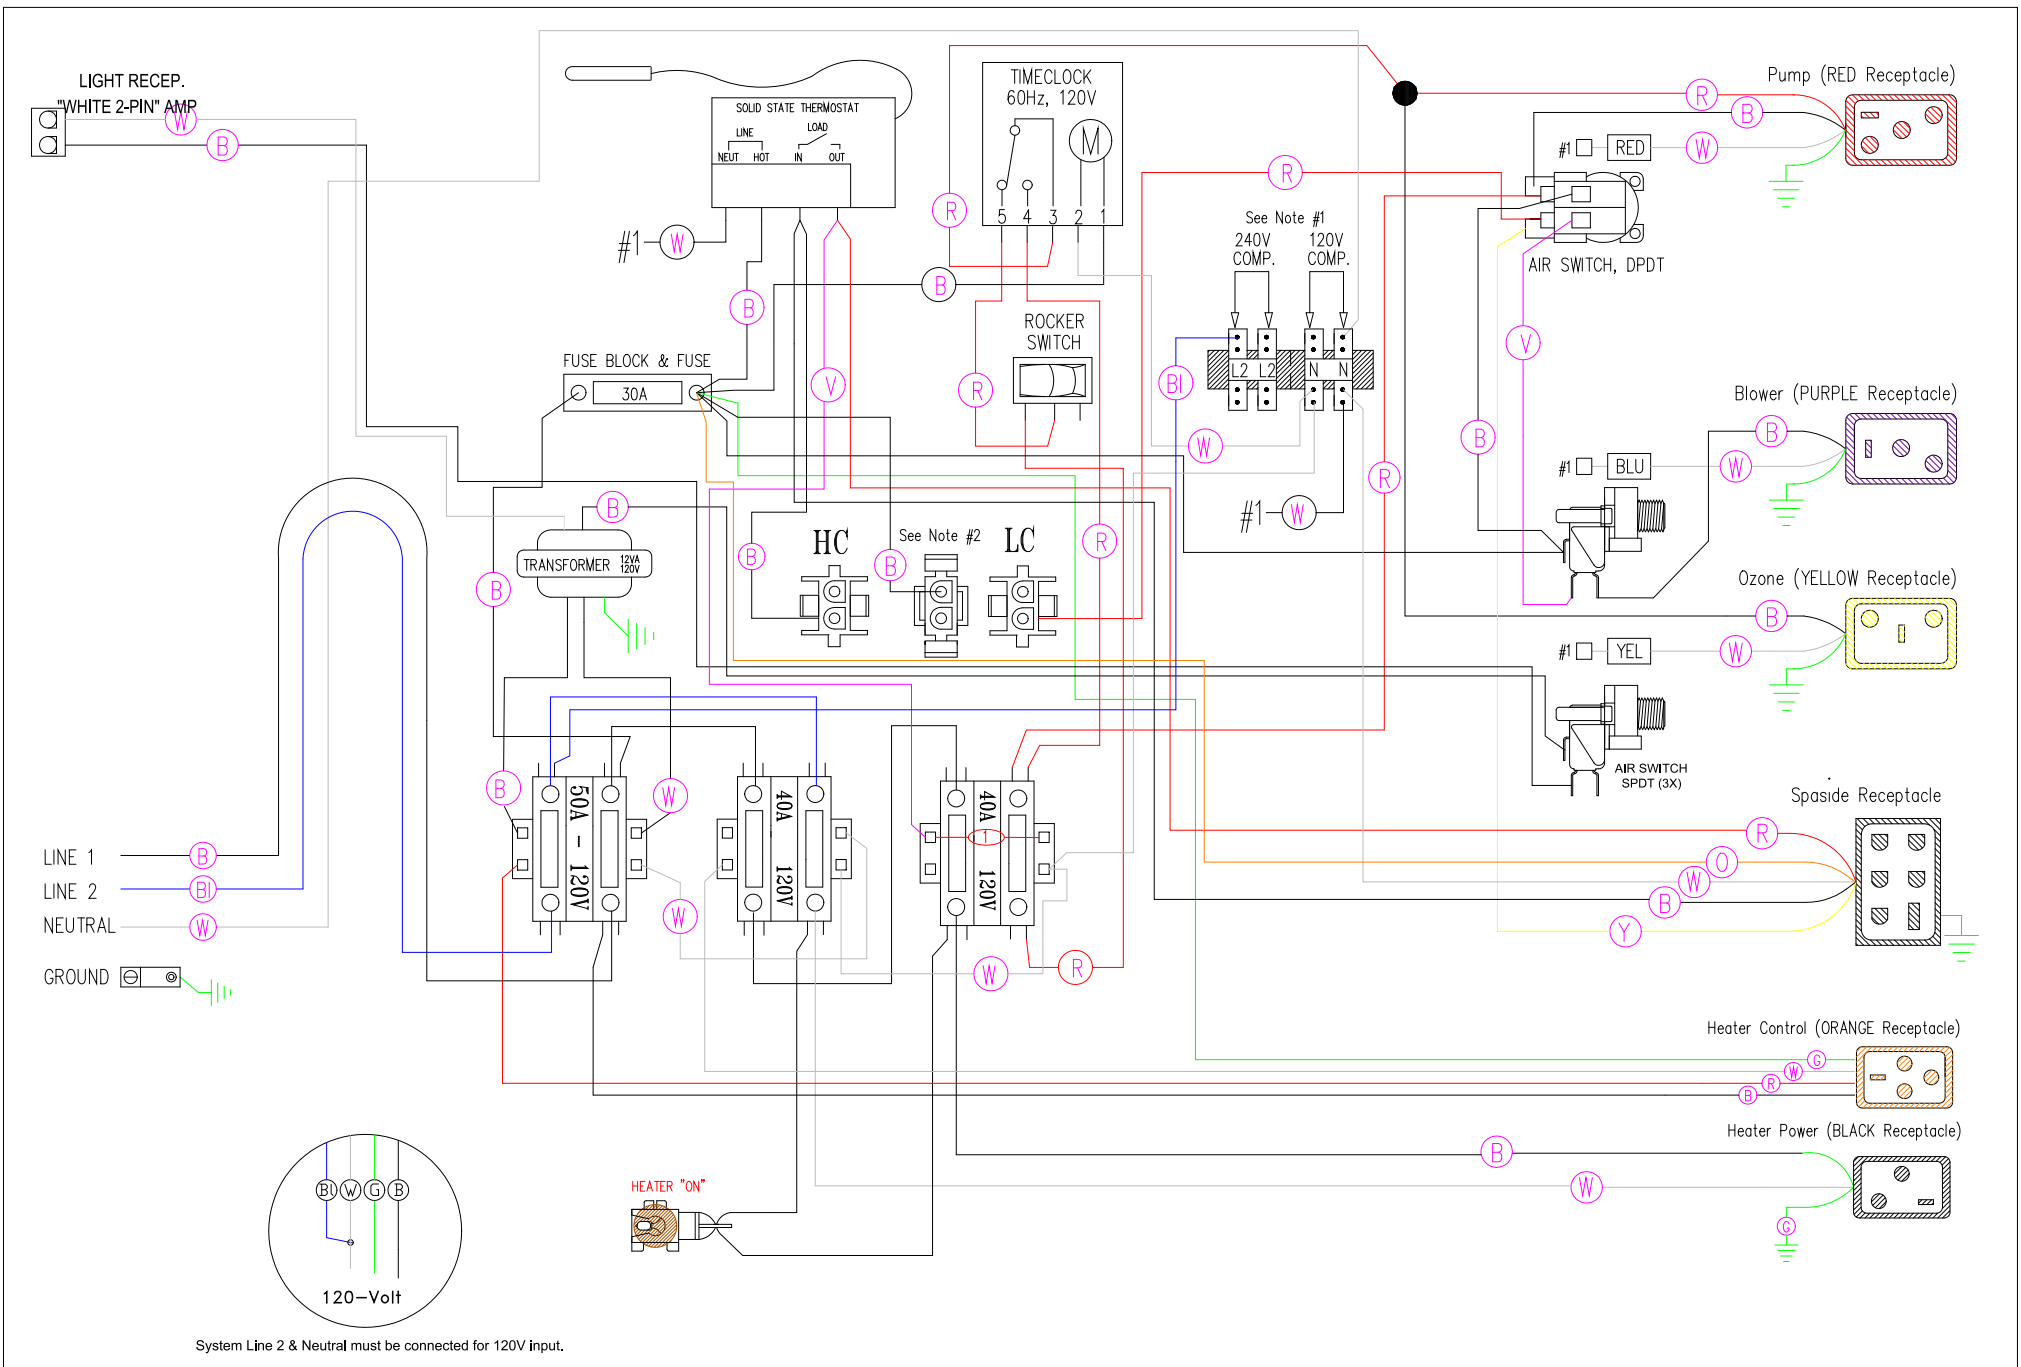 LIGHT RECEP.
"WHITE 2-PIN" AMP
W
B
SOLID STATE THERMOSTAT
LINE
LOAD
NEUT HOT IN OUT
#1 W
B
TIMECLOCK
60Hz, 120V
M
5 4 3 2 1
R
B
R
Pump (RED Receptacle)
R
B
#1 RED W
AIR SWITCH, DPDT
See Note #1
240V
COMP.
120V
COMP.
L2 L2 N N
ROCKER
SWITCH
R
BI
V
V
FUSE BLOCK & FUSE
30A
W
#1 W
R
B
Blower (PURPLE Receptacle)
B
#1 BLU W
TRANSFORMER 12VA
120V
B
B
HC
See Note #2
LC
B
B
R
Ozone (YELLOW Receptacle)
B
#1 YEL W
AIR SWITCH
SPDT (3X)
B
W
50A - 120V
40A 120V
40A 120V
1
W
W
R
Spaside Receptacle
R
O
W
B
Y
LINE 1 B
LINE 2 BI
NEUTRAL W
GROUND
Heater Control (ORANGE Receptacle)
G
W
R
B
Heater Power (BLACK Receptacle)
B
W
G
HEATER "ON"
BL W G B
120-Volt
System Line 2 & Neutral must be connected for 120V input.